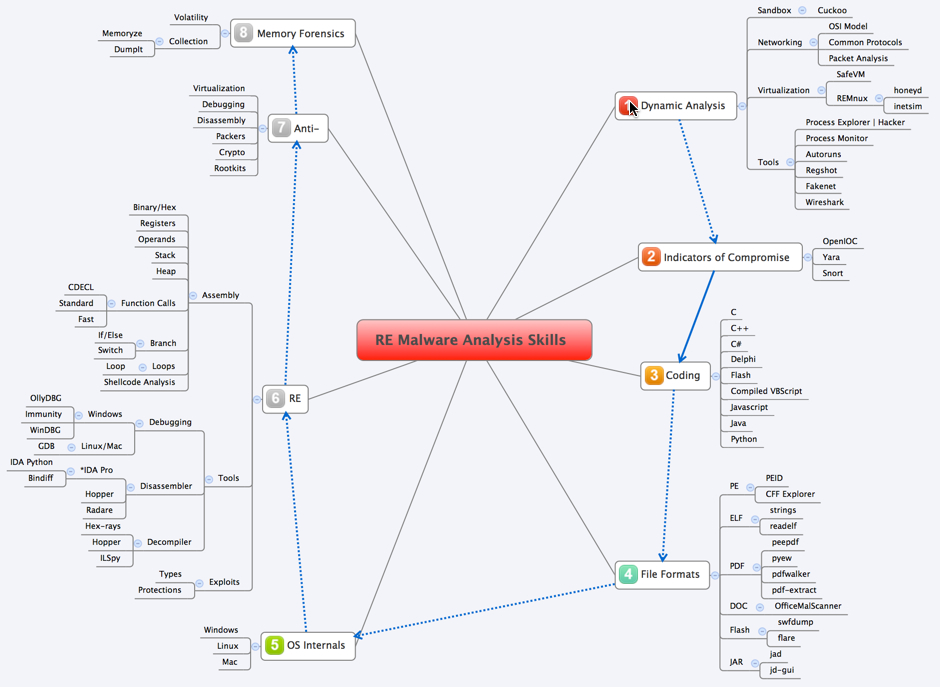 RE Malware Analysis Skills
Dynamic Analysis
Sandbox
Cuckoo
Networking
OSI Model
Common Protocols
Packet Analysis
Virtualization
SafeVM
REMnux
honeyd
inetsim
Tools
Process Explorer | Hacker
Process Monitor
Autoruns
Regshot
Fakenet
Wireshark
2 Indicators of Compromise
OpenIOC
Yara
Snort
3 Coding
C
C++
C#
Delphi
Flash
Compiled VBScript
Javascript
Java
Python
4 File Formats
PE
PEID
CFF Explorer
ELF
strings
readelf
PDF
peepdf
pyew
pdfwalker
pdf-extract
DOC
OfficeMalScanner
Flash
swfdump
flare
JAR
jad
jd-gui
5 OS Internals
Windows
Linux
Mac
6 RE
Assembly
Binary/Hex
Registers
Operands
Stack
Heap
Function Calls
CDECL
Standard
Fast
Branch
If/Else
Switch
Loops
Loop
Shellcode Analysis
Tools
Debugging
Windows
OllyDBG
Immunity
WinDBG
Linux/Mac
GDB
Disassembler
*IDA Pro
IDA Python
Bindiff
Hopper
Radare
Decompiler
Hex-rays
Hopper
ILSpy
Exploits
Types
Protections
7 Anti-
Virtualization
Debugging
Disassembly
Packers
Crypto
Rootkits
8 Memory Forensics
Volatility
Collection
Memoryze
DumpIt